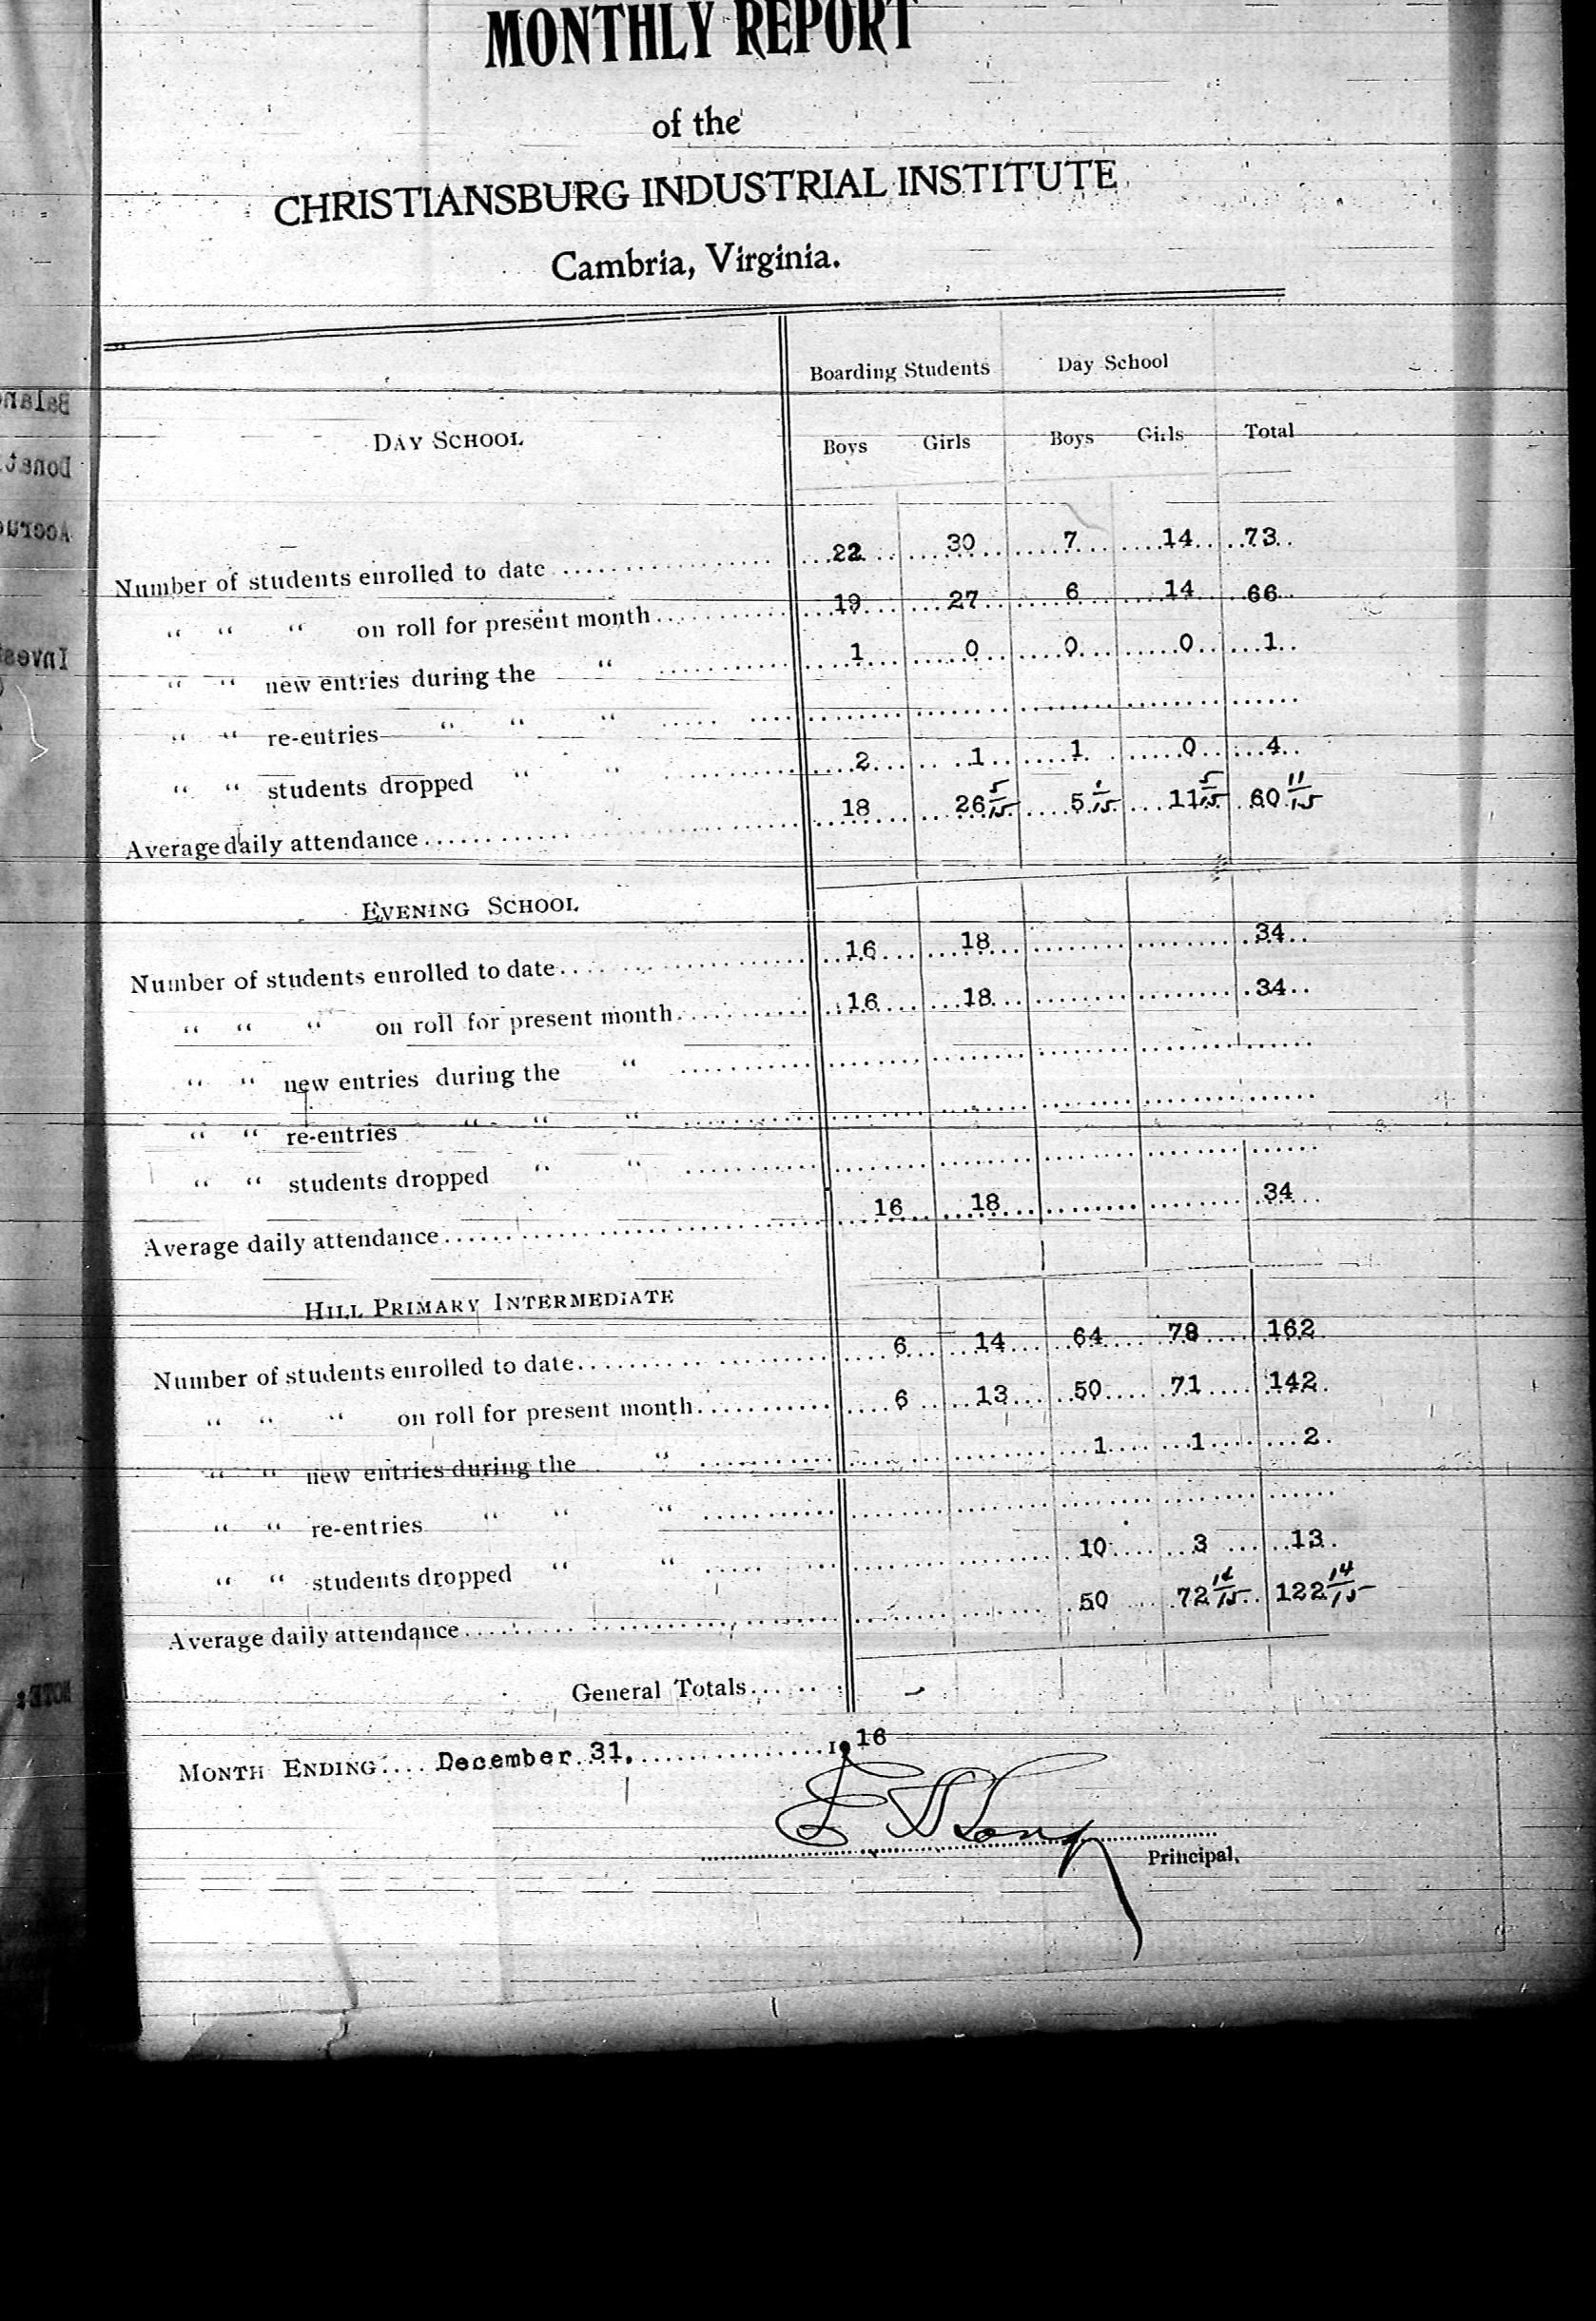 MONTHLY REPORT
of the
CHRISTIANSBURG INDUSTRIAL INSTITUTE
Cambria, Virginia.
Boarding Students Day School
DAY SCHOOL Boys Girls Boys Girls Total
Number of students enrolled to date 22 30 7 14 73
" " " on roll for present month 19 27 6 14 66
" " new entries during the " 1 0 0 0 1
" " re-entries " " "
" " students dropped " " 2 1 1 0 4
Average daily attendance 18 26 5/15 5 1/15 11 5/15 60 11/15
EVENING SCHOOL
Number of students enrolled to date 16 18 34
" " " on roll for present month 16 18 34
" " new entries during the "
" " re-entries " " "
" " students dropped " "
Average daily attendance 16 18 34
HILL PRIMARY INTERMEDIATE
Number of students enrolled to date 6 14 64 78 162
" " " on roll for present month 6 13 50 71 142
" " new entries during the " 1 1 2
" " re-entries " " "
" " students dropped " " 10 3 13
Average daily attendance 50 72 14/15 122 14/15
General Totals
MONTH ENDING December 31, 1916
Principal.